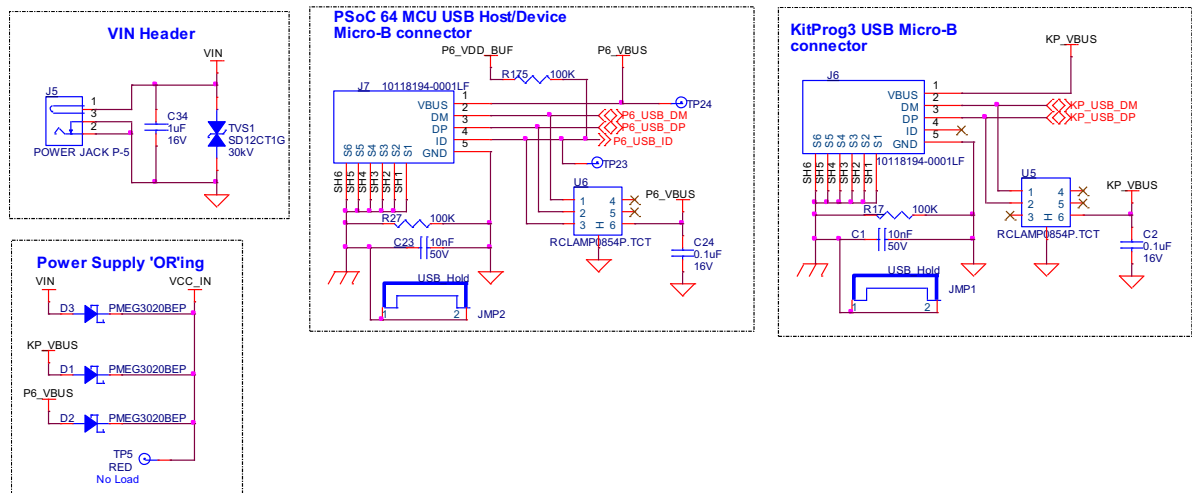 VIN Header
VIN
J5
1
3
2
POWER JACK P-5
C34
1uF
16V
TVS1
SD12CT1G
30kV
Power Supply 'OR'ing
VIN
VCC_IN
D3
PMEG3020BEP
KP_VBUS
D1
PMEG3020BEP
P6_VBUS
D2
PMEG3020BEP
TP5
RED
No Load
PSoC 64 MCU USB Host/Device
Micro-B connector
P6_VDD_BUF
P6_VBUS
R175
100K
J7
10118194-0001LF
VBUS
DM
DP
ID
GND
1
2
3
4
5
TP24
P6_USB_DM
P6_USB_DP
P6_USB_ID
TP23
S6
S5
S4
S3
S2
S1
SH6
SH5
SH4
SH3
SH2
SH1
R27
100K
C23
10nF
50V
USB_Hold
1
2
JMP2
U6
1
2
3
4
5
6
H
RCLAMP0854P.TCT
P6_VBUS
C24
0.1uF
16V
KitProg3 USB Micro-B
connector
KP_VBUS
J6
VBUS
DM
DP
ID
GND
1
2
3
4
5
KP_USB_DM
KP_USB_DP
S6
S5
S4
S3
S2
S1
10118194-0001LF
SH6
SH5
SH4
SH3
SH2
SH1
R17
100K
C1
10nF
50V
USB_Hold
1
2
JMP1
U5
1
2
3
4
5
6
H
RCLAMP0854P.TCT
KP_VBUS
C2
0.1uF
16V